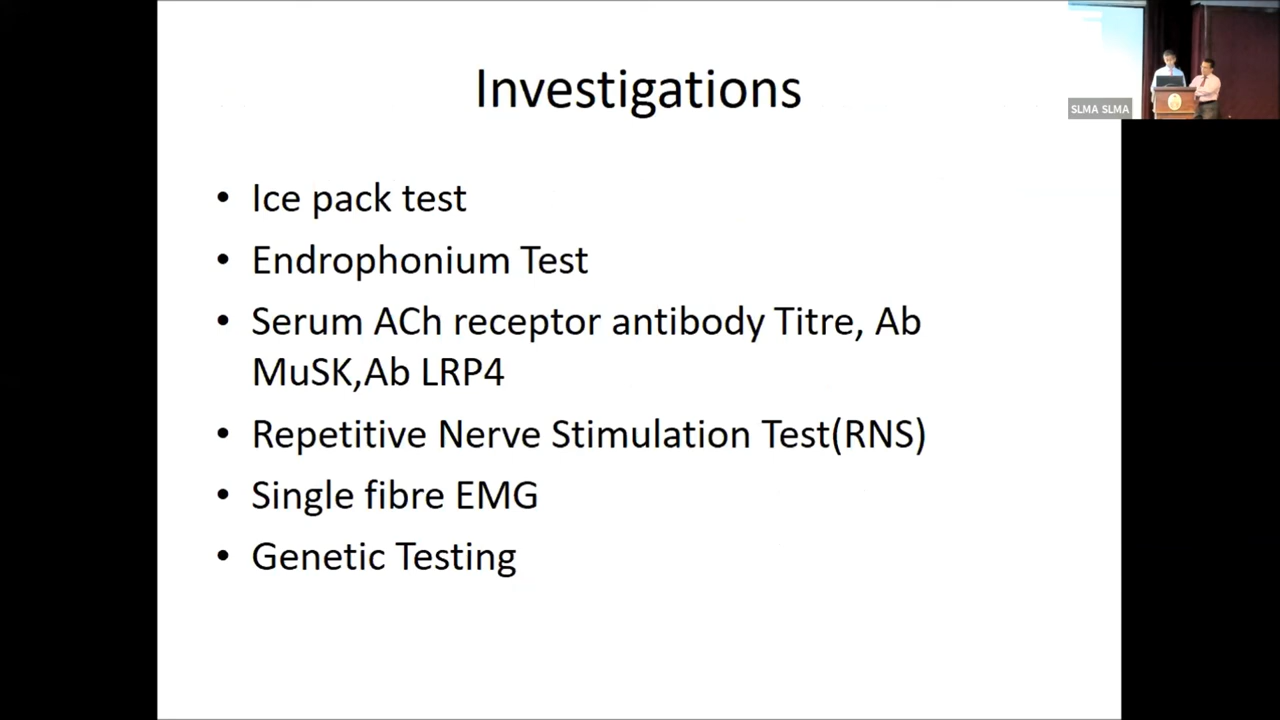 Investigations
SLMA SLMA
• Ice pack test
• Endrophonium Test
• Serum ACh receptor antibody Titre, Ab
MuSK,Ab LRP4
• Repetitive Nerve Stimulation Test(RNS)
• Single fibre EMG
• Genetic Testing